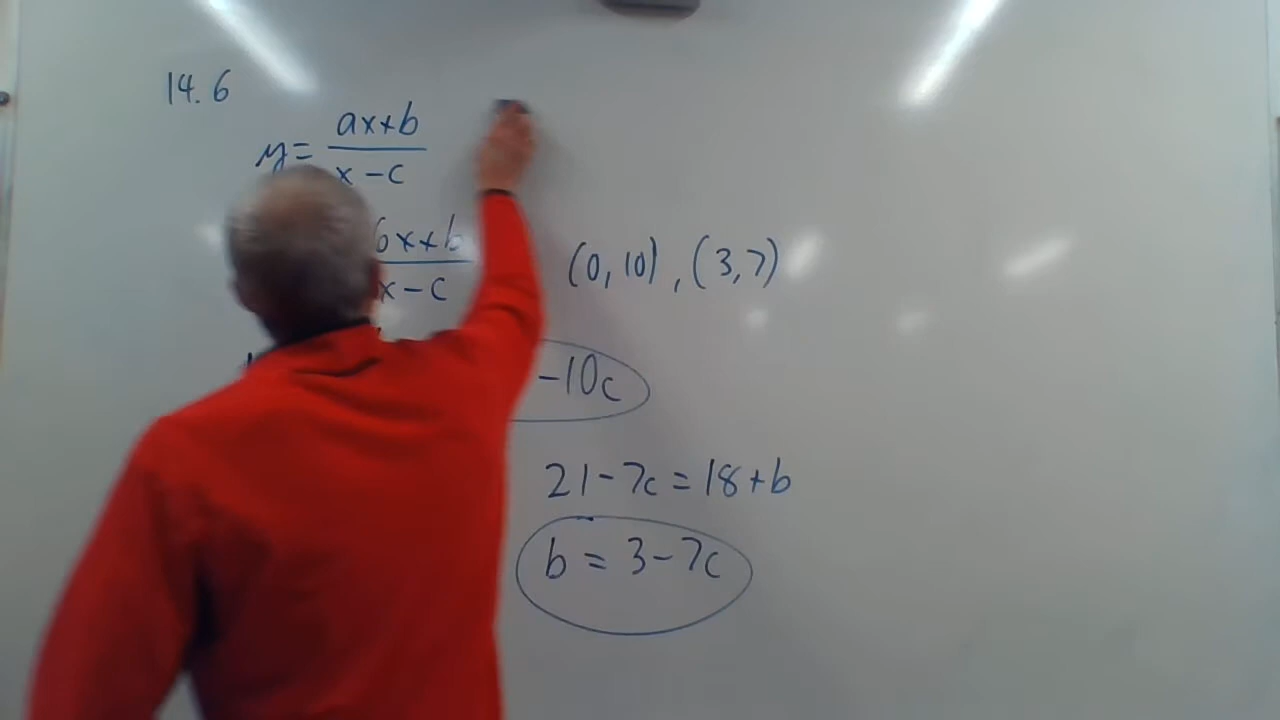 14.6
y = ax+b
x-c
6x+b
x-c
(0,10), (3,7)
-10c
21-7c=18+b
b = 3-7c